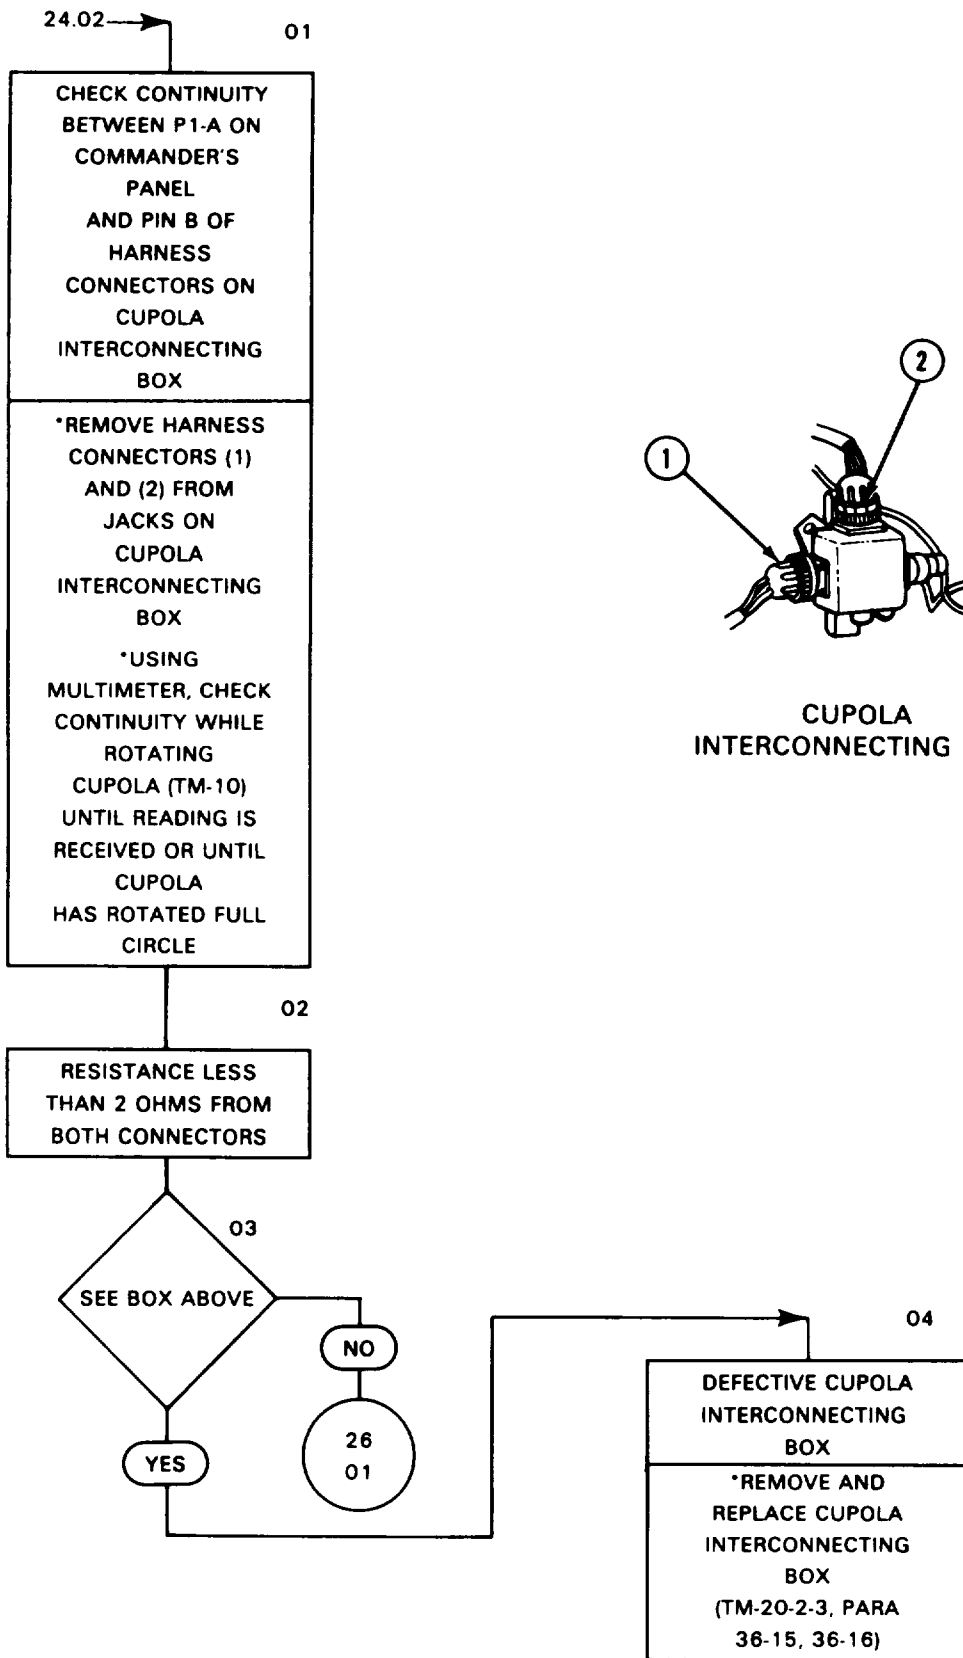 24.02
01
CHECK CONTINUITY
BETWEEN P1-A ON
COMMANDER'S
PANEL
AND PIN B OF
HARNESS
CONNECTORS ON
CUPOLA
INTERCONNECTING
BOX
*REMOVE HARNESS
CONNECTORS (1)
AND (2) FROM
JACKS ON
CUPOLA
INTERCONNECTING
BOX
*USING
MULTIMETER, CHECK
CONTINUITY WHILE
ROTATING
CUPOLA (TM-10)
UNTIL READING IS
RECEIVED OR UNTIL
CUPOLA
HAS ROTATED FULL
CIRCLE
2
1
CUPOLA
INTERCONNECTING
02
RESISTANCE LESS
THAN 2 OHMS FROM
BOTH CONNECTORS
03
SEE BOX ABOVE
NO
26
01
YES
04
DEFECTIVE CUPOLA
INTERCONNECTING
BOX
*REMOVE AND
REPLACE CUPOLA
INTERCONNECTING
BOX
(TM-20-2-3, PARA
36-15, 36-16)